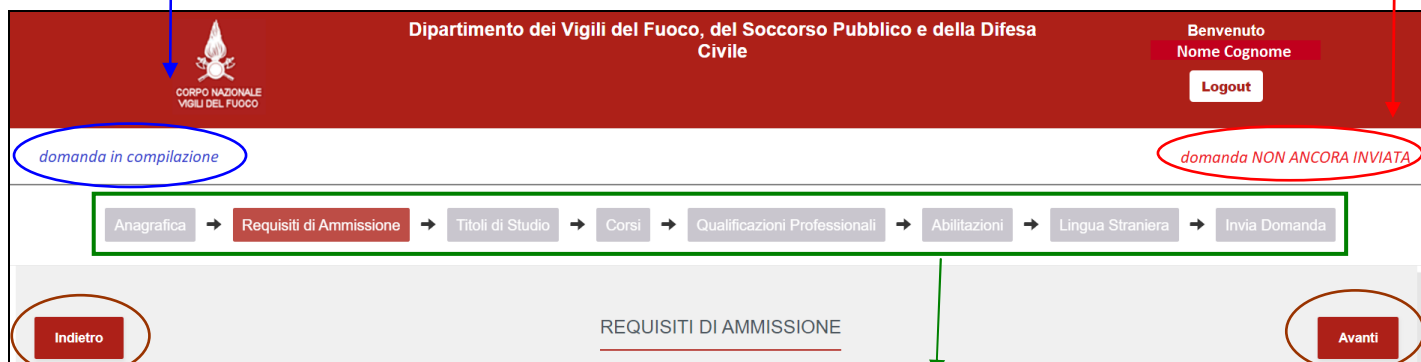 Dipartimento dei Vigili del Fuoco, del Soccorso Pubblico e della Difesa
Civile
Benvenuto
Nome Cognome
Logout
CORPO NAZIONALE
VIGILI DEL FUOCO
domanda in compilazione
domanda NON ANCORA INVIATA
Anagrafica
Requisiti di Ammissione
Titoli di Studio
Corsi
Qualificazioni Professionali
Abilitazioni
Lingua Straniera
Invia Domanda
Indietro
REQUISITI DI AMMISSIONE
Avanti